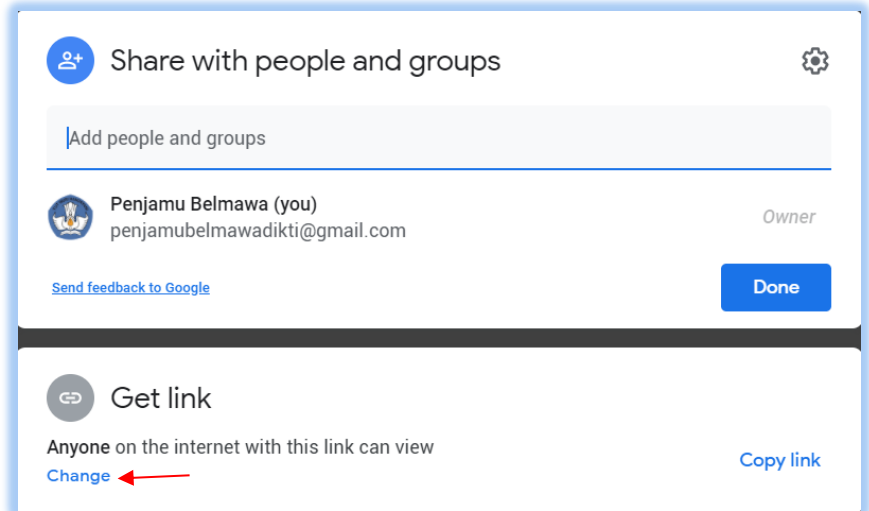 Share with people and groups
Add people and groups
Penjamu Belmawa (you)
penjamubelmawadikti@gmail.com
Owner
Send feedback to Google
Done
Get link
Anyone on the internet with this link can view
Change
Copy link